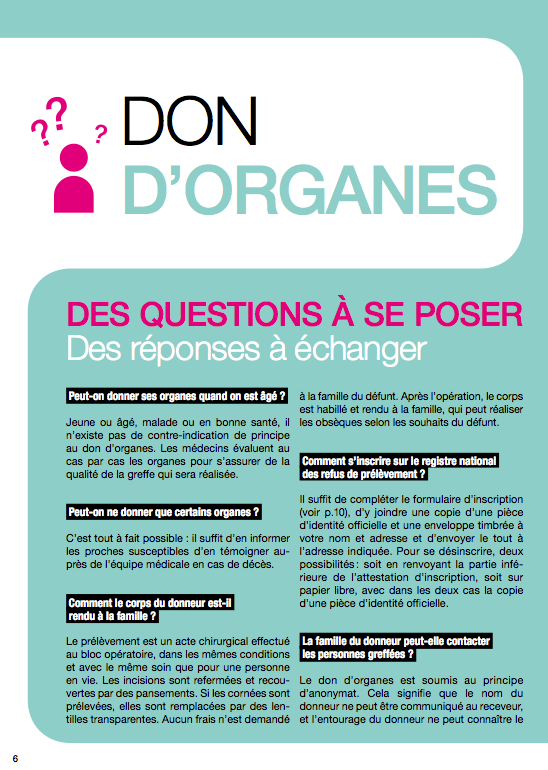 ? ? ?
DON
D'ORGANES
DES QUESTIONS À SE POSER
Des réponses à échanger
Peut-on donner ses organes quand on est âgé ?
Jeune ou âgé, malade ou en bonne santé, il
n'existe pas de contre-indication de principe
au don d'organes. Les médecins évaluent au
cas par cas les organes pour s'assurer de la
qualité de la greffe qui sera réalisée.
Peut-on ne donner que certains organes ?
C'est tout à fait possible : il suffit d'en informer
les proches susceptibles d'en témoigner au-
près de l'équipe médicale en cas de décès.
Comment le corps du donneur est-il
rendu à la famille ?
Le prélèvement est un acte chirurgical effectué
au bloc opératoire, dans les mêmes conditions
et avec le même soin que pour une personne
en vie. Les incisions sont refermées et recou-
vertes par des pansements. Si les cornées sont
prélevées, elles sont remplacées par des len-
tilles transparentes. Aucun frais n'est demandé
à la famille du défunt. Après l'opération, le corps
est habillé et rendu à la famille, qui peut réaliser
les obsèques selon les souhaits du défunt.
Comment s'inscrire sur le registre national
des refus de prélèvement ?
Il suffit de compléter le formulaire d'inscription
(voir p.10), d'y joindre une copie d'une pièce
d'identité officielle et une enveloppe timbrée à
votre nom et adresse et d'envoyer le tout à
l'adresse indiquée. Pour se désinscrire, deux
possibilités : soit en renvoyant la partie infé-
rieure de l'attestation d'inscription, soit sur
papier libre, avec dans les deux cas la copie
d'une pièce d'identité officielle.
La famille du donneur peut-elle contacter
les personnes greffées ?
Le don d'organes est soumis au principe
d'anonymat. Cela signifie que le nom du
donneur ne peut être communiqué au receveur,
et l'entourage du donneur ne peut connaître le
6